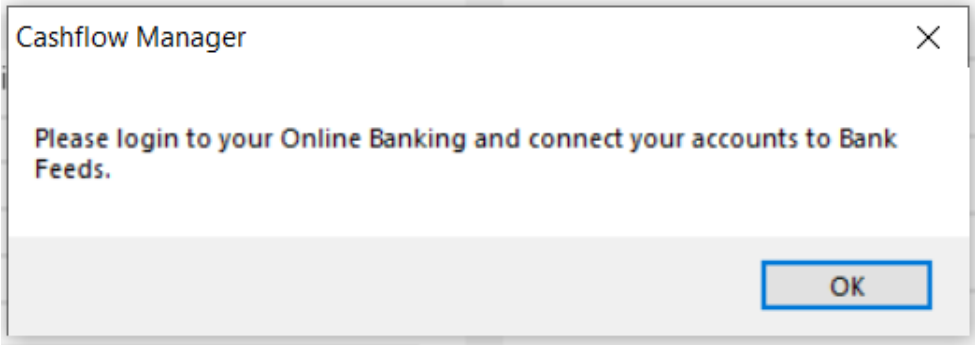 Cashflow Manager
Please login to your Online Banking and connect your accounts to Bank
Feeds.
OK